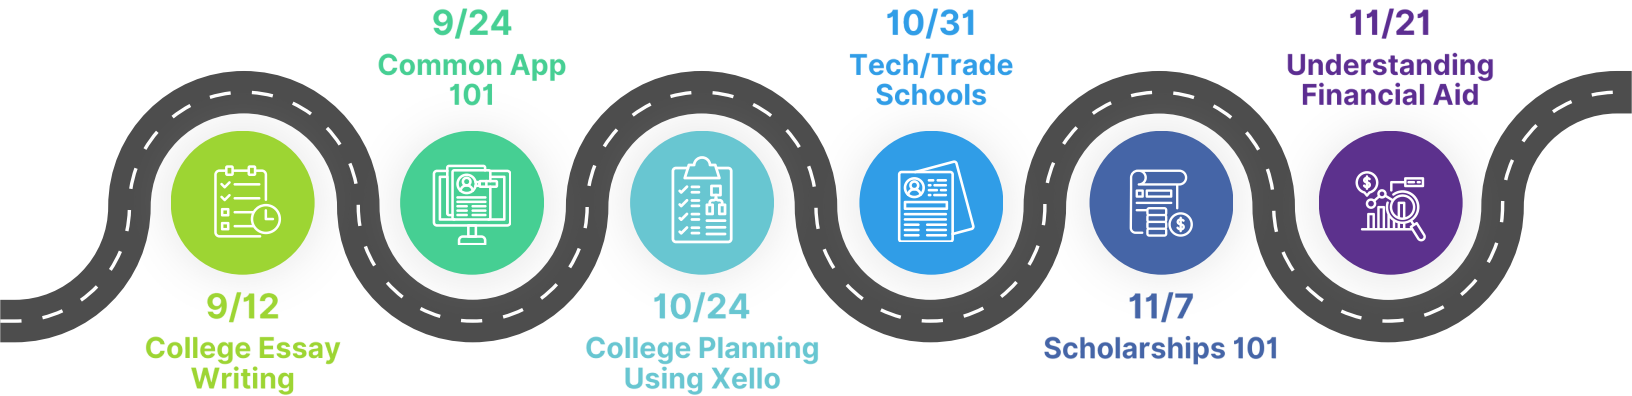 9/12
College Essay
Writing
9/24
Common App
101
10/24
College Planning
Using Xello
10/31
Tech/Trade
Schools
11/7
Scholarships 101
11/21
Understanding
Financial Aid